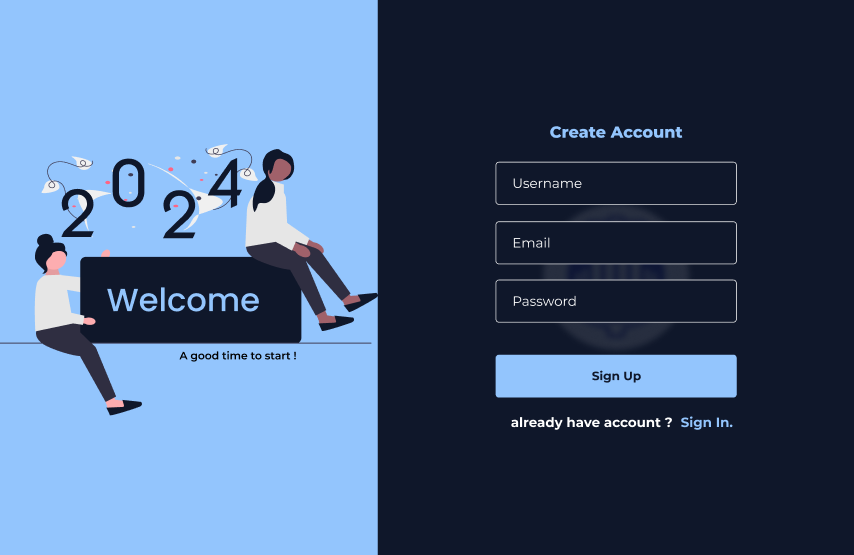 2024
Welcome
A good time to start !
Create Account
Username
Email
Password
Sign Up
already have account ? Sign In.